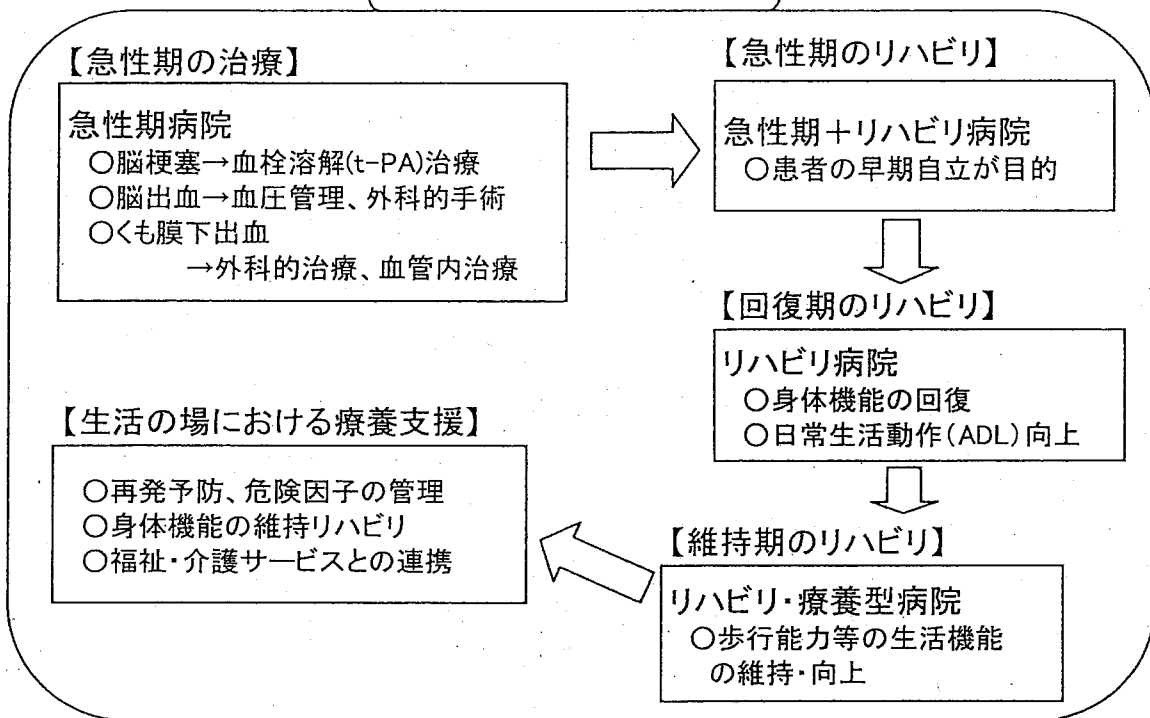 【急性期の治療】
急性期病院
○脳梗塞→血栓溶解(t-PA)治療
○脳出血→血圧管理、外科的手術
○くも膜下出血
→外科的治療、血管内治療
【急性期のリハビリ】
急性期＋リハビリ病院
○患者の早期自立が目的
【回復期のリハビリ】
リハビリ病院
○身体機能の回復
○日常生活動作(ADL)向上
【維持期のリハビリ】
リハビリ・療養型病院
○歩行能力等の生活機能
の維持・向上
【生活の場における療養支援】
○再発予防、危険因子の管理
○身体機能の維持リハビリ
○福祉・介護サービスとの連携